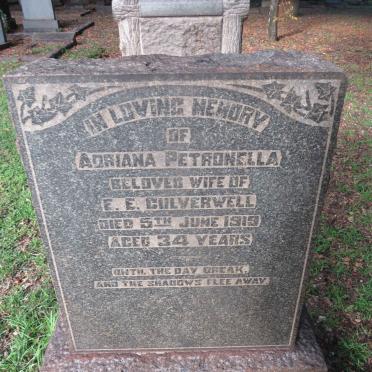 IN LOVING MEMORY
OF
ADRIANA PETRONELLA
BELOVED WIFE OF
E. E. CULVERWELL
DIED 5TH JUNE 1919
AGED 34 YEARS
UNTIL THE DAY BREAK,
AND THE SHADOWS FLEE AWAY